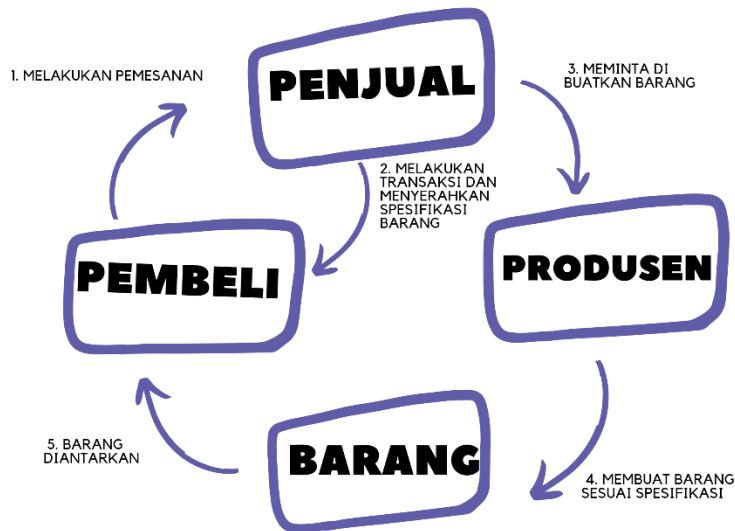 1. MELAKUKAN PEMESANAN
PENJUAL
3. MEMINTA DI
BUATKAN BARANG
2. MELAKUKAN
TRANSAKSI DAN
MENYERAHKAN
SPESIFIKASI
BARANG
PEMBELI
PRODUSEN
5. BARANG
DIANTARKAN
BARANG
4. MEMBUAT BARANG
SESUAI SPESIFIKASI